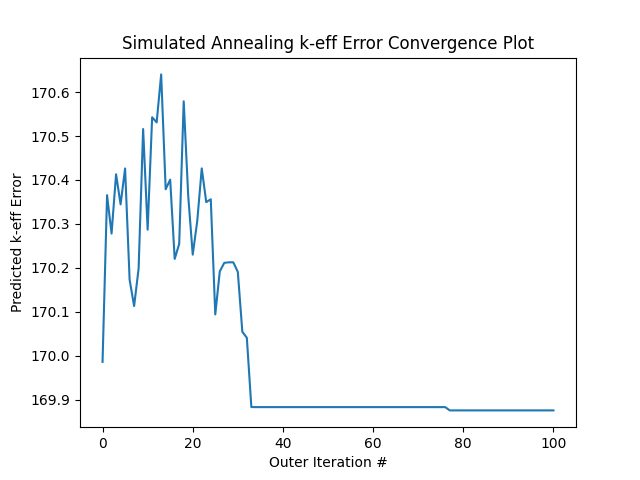 Simulated Annealing k-eff Error Convergence Plot
170.6
170.5
170.4
170.3
170.2
170.1
170.0
169.9
Predicted k-eff Error
0 20 40 60 80 100
Outer Iteration #